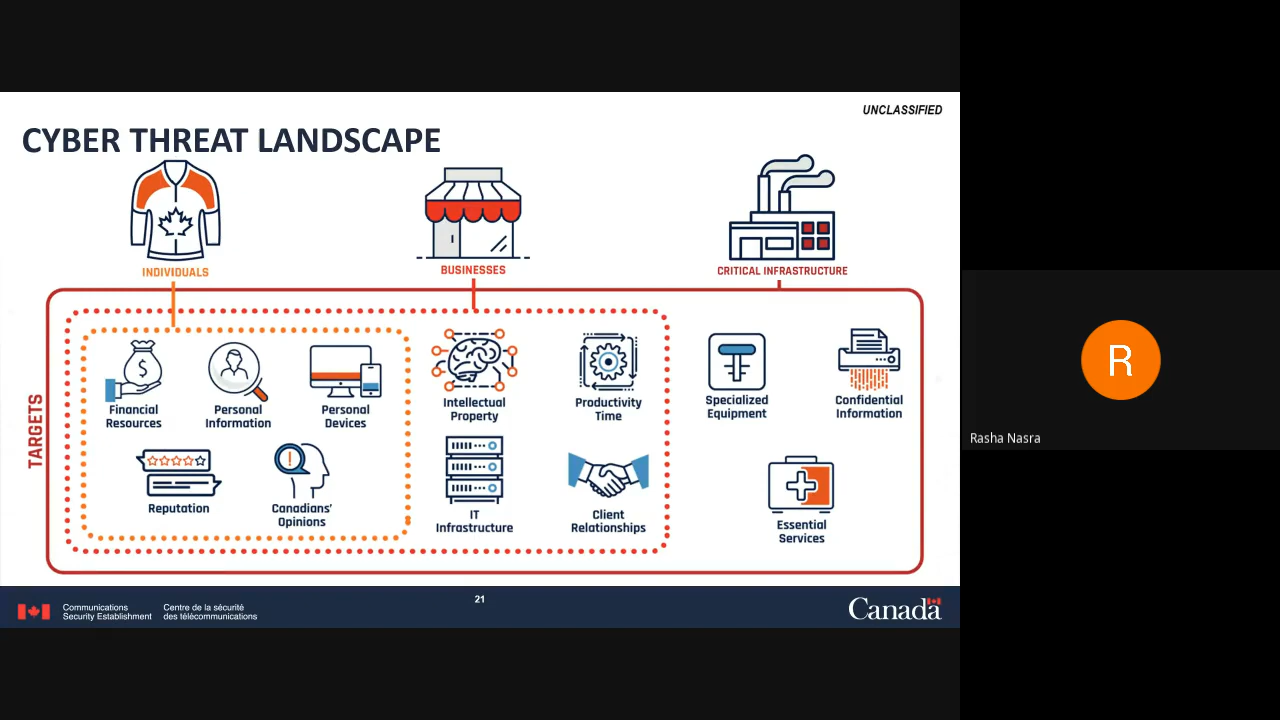 UNCLASSIFIED
CYBER THREAT LANDSCAPE
INDIVIDUALS
BUSINESSES
CRITICAL INFRASTRUCTURE
TARGETS
Financial
Resources
Personal
Information
Personal
Devices
Reputation
Canadians'
Opinions
Intellectual
Property
Productivity
Time
IT
Infrastructure
Client
Relationships
Specialized
Equipment
Confidential
Information
Essential
Services
Communications
Security Establishment
Centre de la sécurité
des télécommunications
21
Canada
R
Rasha Nasra